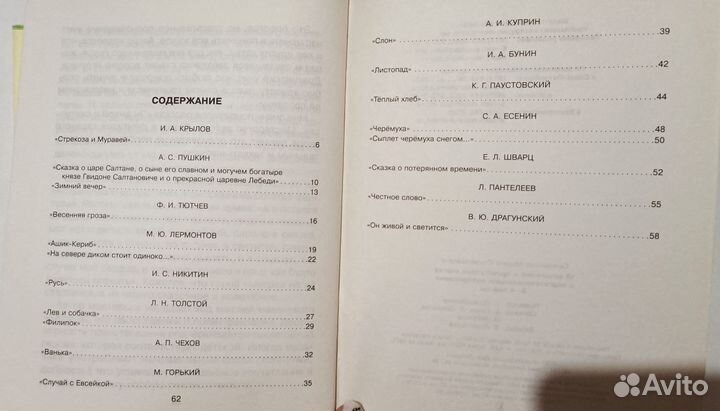 СОДЕРЖАНИЕ
И. А. КРЫЛОВ
«Стрекоза и Муравей» 6
А. С. ПУШКИН
«Сказка о царе Салтане, о сыне его славном и могучем богатыре
князе Гвидоне Салтановиче и о прекрасной царевне Лебеди» 10
«Зимний вечер» 13
Ф. И. ТЮТЧЕВ
«Весенняя гроза» 16
М. Ю. ЛЕРМОНТОВ
«Ашик-Кериб» 19
«На севере диком стоит одиноко...» 22
И. С. НИКИТИН
«Русь» 24
Л. Н. ТОЛСТОЙ
«Лев и собачка» 27
«Филипок» 29
А. П. ЧЕХОВ
«Ванька» 32
М. ГОРЬКИЙ
«Случай с Евсейкой» 35
62
А. И. КУПРИН
«Слон» 39
И. А. БУНИН
«Листопад» 42
К. Г. ПАУСТОВСКИЙ
«Тёплый хлеб» 44
С. А. ЕСЕНИН
«Черёмуха» 48
«Сыплет черёмуха снегом...» 50
Е. Л. ШВАРЦ
«Сказка о потерянном времени» 52
Л. ПАНТЕЛЕЕВ
«Честное слово» 55
В. Ю. ДРАГУНСКИЙ
«Он живой и светится» 58
Avito